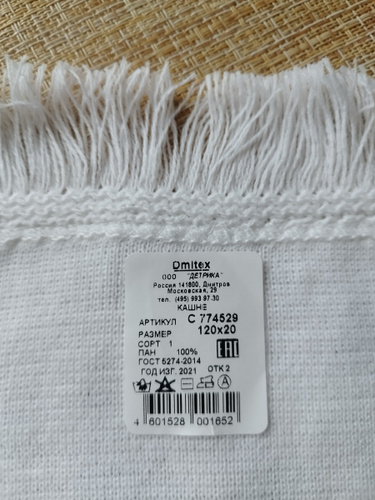 Dmitex
ООО "ДЕТРИКА"
Россия 141800, Дмитров
Московская, 29
тел. (495) 993 97-30
КАШНЕ
АРТИКУЛ С 774529
РАЗМЕР 120х20
СОРТ 1
ПАН 100%
ГОСТ 5274-2014
ГОД ИЗГ. 2021 ОТК 2
EAC
A
4 601528 001652